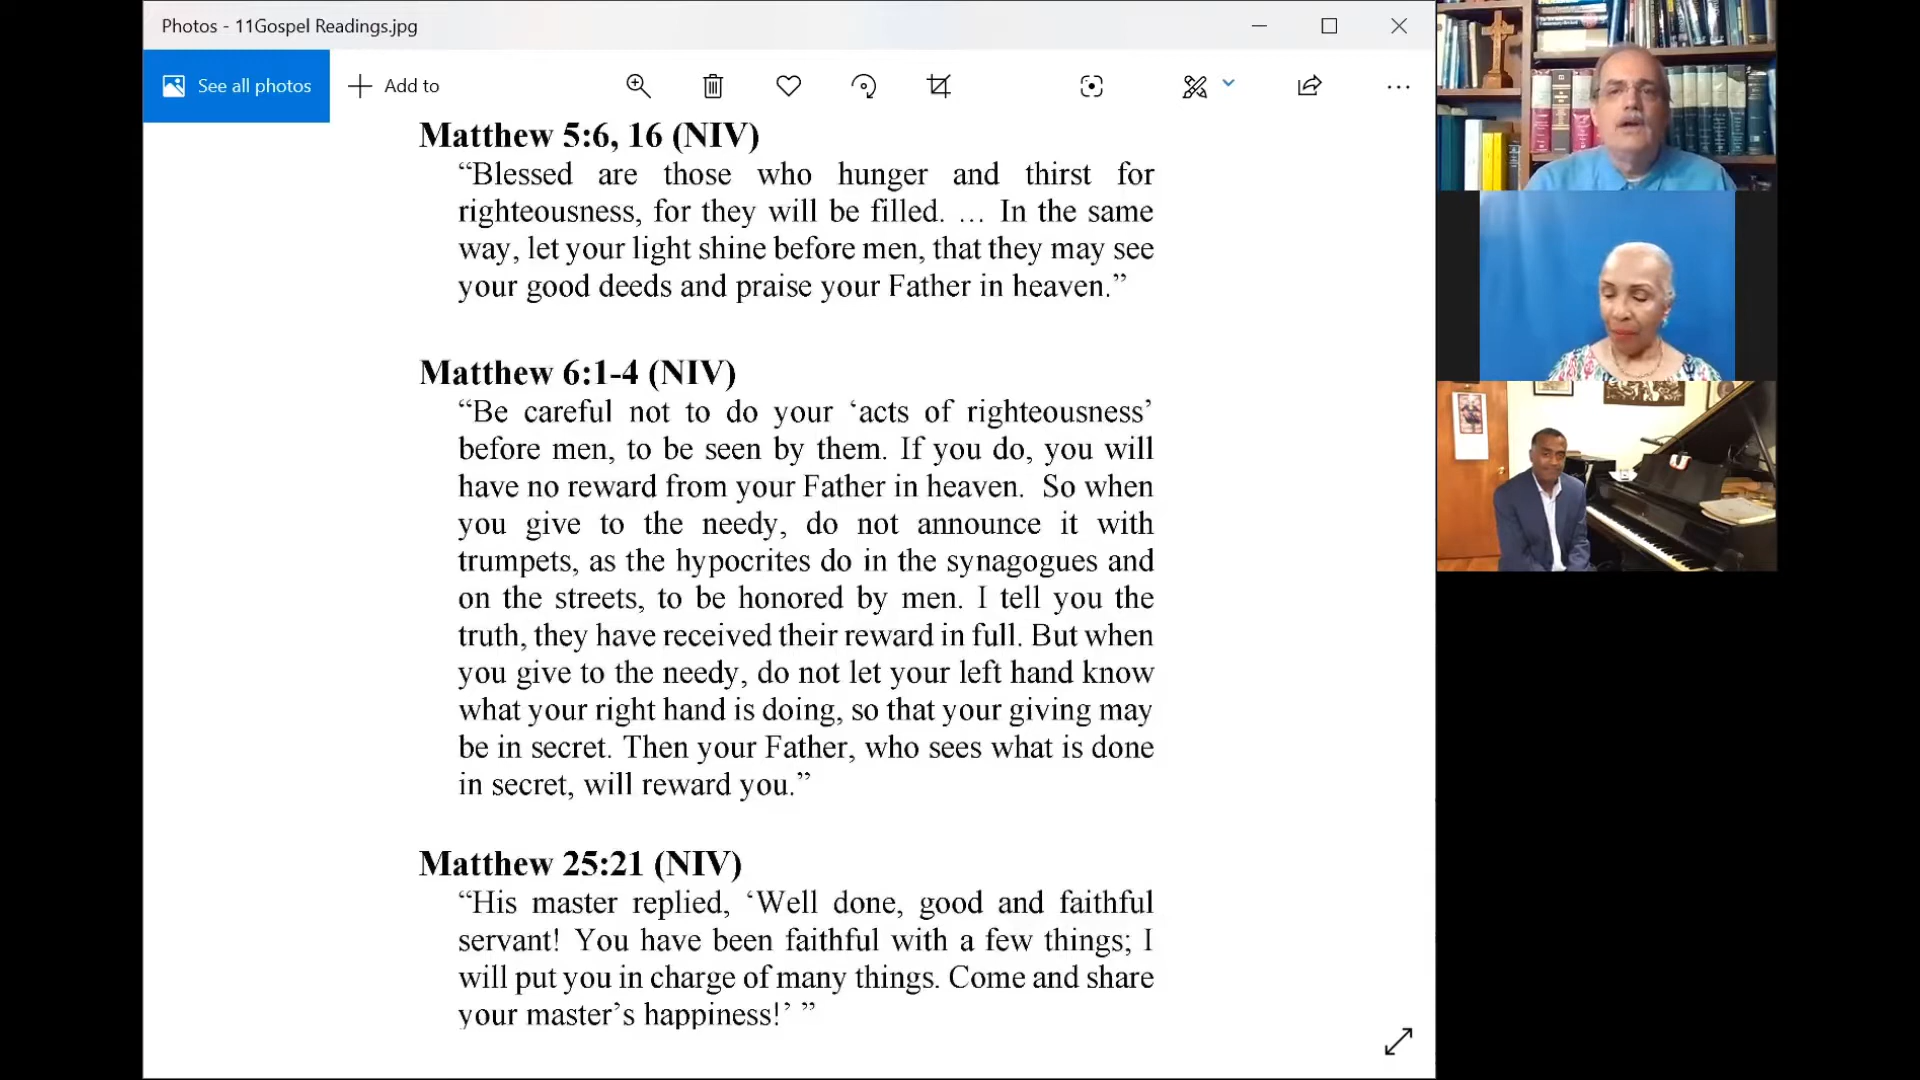 Photos - 11Gospel Readings.jpg
See all photos
Add to
Matthew 5:6, 16 (NIV)
“Blessed are those who hunger and thirst for
righteousness, for they will be filled. … In the same
way, let your light shine before men, that they may see
your good deeds and praise your Father in heaven.”
Matthew 6:1-4 (NIV)
“Be careful not to do your ‘acts of righteousness’
before men, to be seen by them. If you do, you will
have no reward from your Father in heaven.  So when
you give to the needy, do not announce it with
trumpets, as the hypocrites do in the synagogues and
on the streets, to be honored by men. I tell you the
truth, they have received their reward in full. But when
you give to the needy, do not let your left hand know
what your right hand is doing, so that your giving may
be in secret. Then your Father, who sees what is done
in secret, will reward you.”
Matthew 25:21 (NIV)
“His master replied, ‘Well done, good and faithful
servant! You have been faithful with a few things; I
will put you in charge of many things. Come and share
your master’s happiness!’ ”